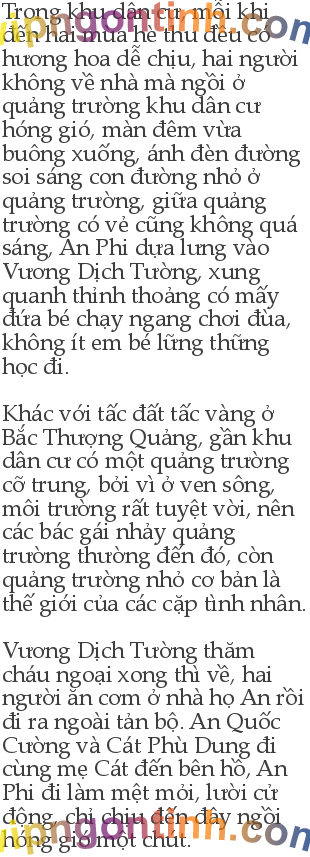 Trong khu dân cư, mỗi khi
đến hai mùa hè thu đều có
hương hoa dễ chịu, hai người
không về nhà mà ngồi ở
quảng trường khu dân cư
hóng gió, màn đêm vừa
buông xuống, ánh đèn đường
soi sáng con đường nhỏ ở
quảng trường, giữa quảng
trường có vẻ cũng không quá
sáng, An Phi dựa lưng vào
Vương Dịch Tường, xung
quanh thỉnh thoảng có mấy
đứa bé chạy ngang chơi đùa,
không ít em bé lững thững
học đi.
Khác với tấc đất tấc vàng ở
Bắc Thượng Quảng, gần khu
dân cư có một quảng trường
cỡ trung, bởi vì ở ven sông,
môi trường rất tuyệt vời, nên
các bác gái nhảy quảng
trường thường đến đó, còn
quảng trường nhỏ cơ bản là
thế giới của các cặp tình nhân.
Vương Dịch Tường thăm
cháu ngoại xong thì về, hai
người ăn cơm ở nhà họ An rồi
đi ra ngoài tản bộ. An Quốc
Cường và Cát Phù Dung đi
cùng mẹ Cát đến bên hồ, An
Phi đi làm mệt mỏi, lười cử
động, chỉ chịu đến đây ngồi
hóng gió một chút.
vipngontinh.com
vipngontinh.com